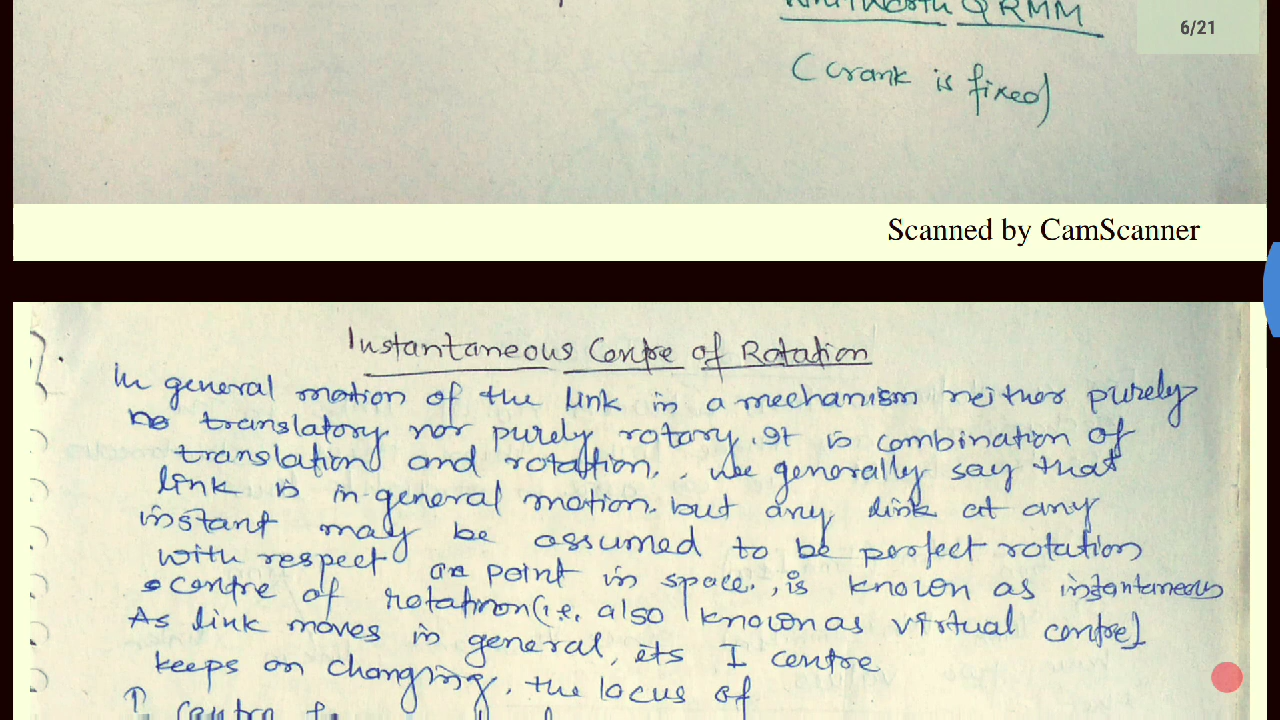 Whitworth QRMM
6/21
(crank is fixed)
Scanned by CamScanner
Instantaneous Centre of Rotation
In general motion of the link in a mechanism neither purely
translatory nor purely rotary. It is combination of
translation and rotation. We generally say that
link is in general motion. but any link at any
instant may be assumed to be perfect rotation
with respect point in space, is known as instantaneous
centre of rotation (i.e. also known as virtual centre]
As link moves in general, its I centre
keeps on changing. the locus of